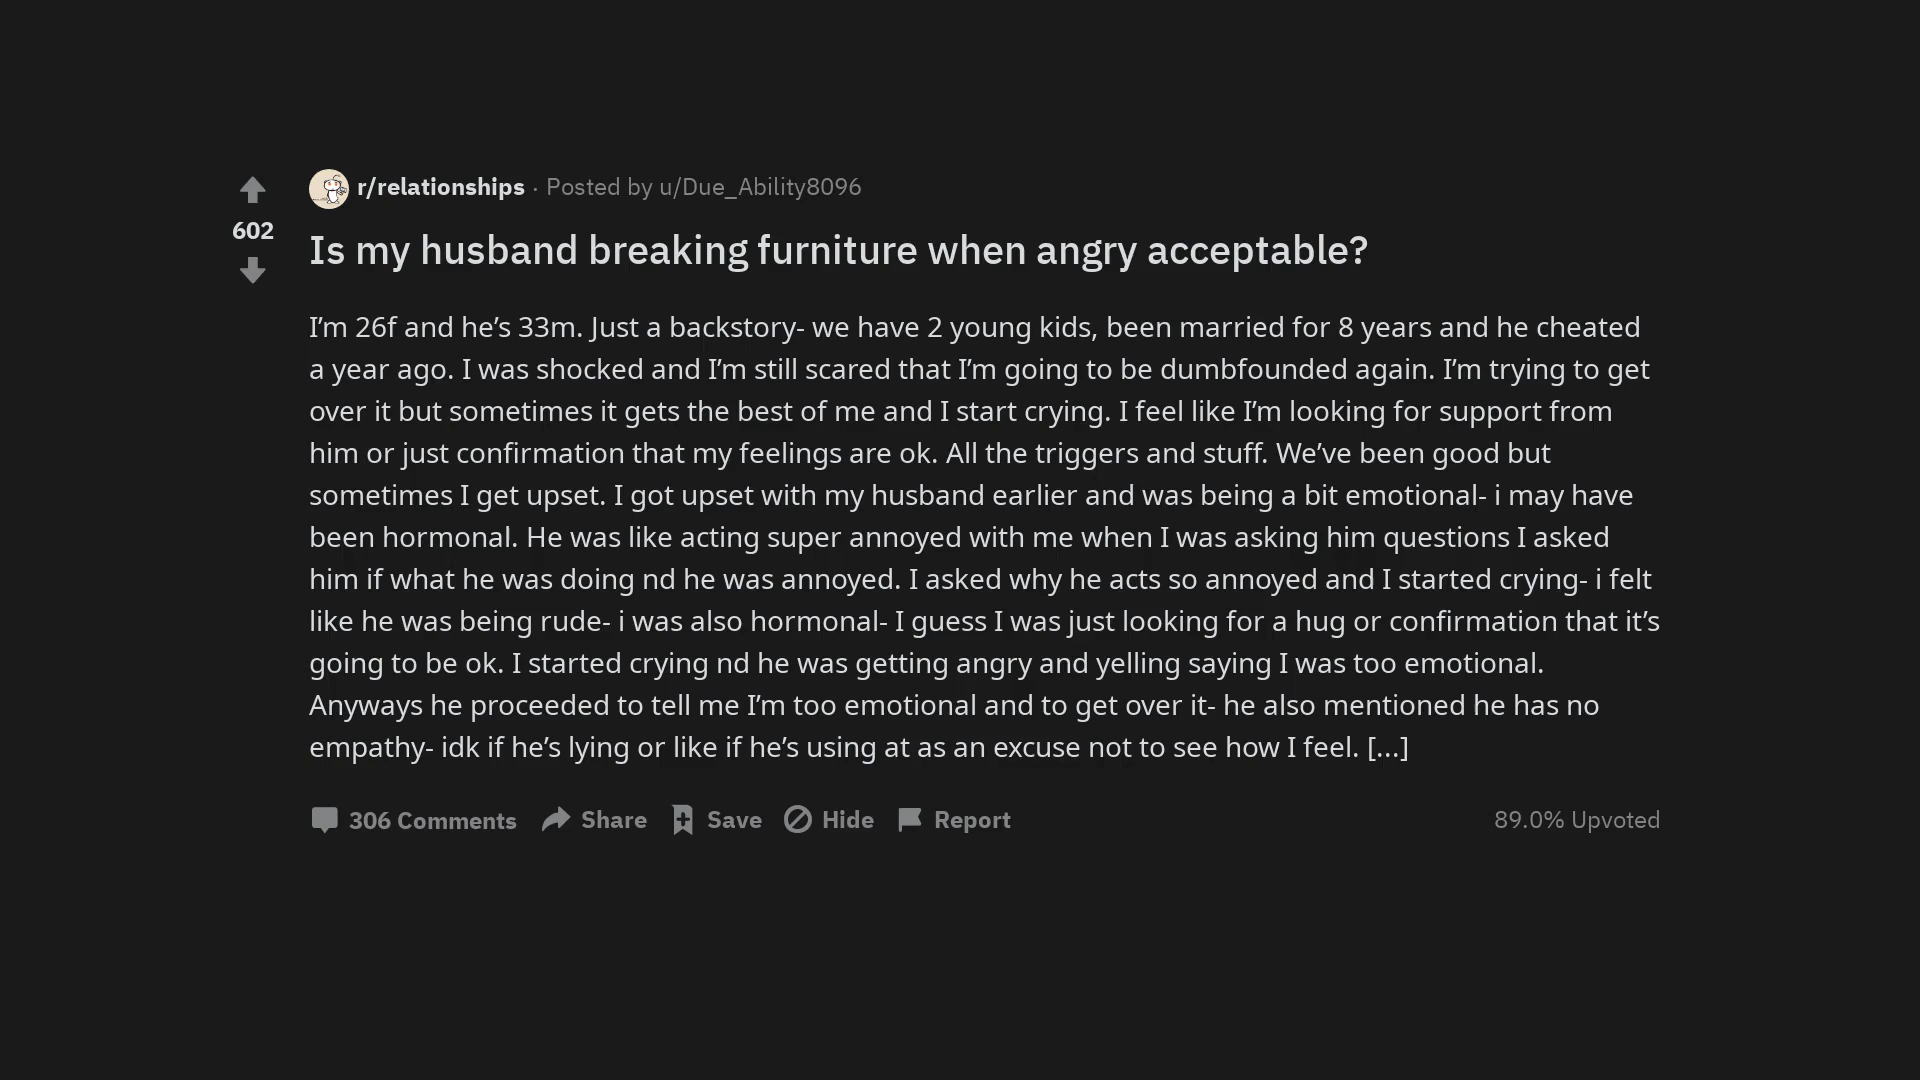 r/relationships · Posted by u/Due_Ability8096
602
Is my husband breaking furniture when angry acceptable?
I’m 26f and he’s 33m. Just a backstory- we have 2 young kids, been married for 8 years and he cheated
a year ago. I was shocked and I’m still scared that I’m going to be dumbfounded again. I’m trying to get
over it but sometimes it gets the best of me and I start crying. I feel like I’m looking for support from
him or just confirmation that my feelings are ok. All the triggers and stuff. We’ve been good but
sometimes I get upset. I got upset with my husband earlier and was being a bit emotional- i may have
been hormonal. He was like acting super annoyed with me when I was asking him questions I asked
him if what he was doing nd he was annoyed. I asked why he acts so annoyed and I started crying- i felt
like he was being rude- i was also hormonal- I guess I was just looking for a hug or confirmation that it’s
going to be ok. I started crying nd he was getting angry and yelling saying I was too emotional.
Anyways he proceeded to tell me I’m too emotional and to get over it- he also mentioned he has no
empathy- idk if he’s lying or like if he’s using at as an excuse not to see how I feel. [...]
306 Comments Share Save Hide Report 89.0% Upvoted